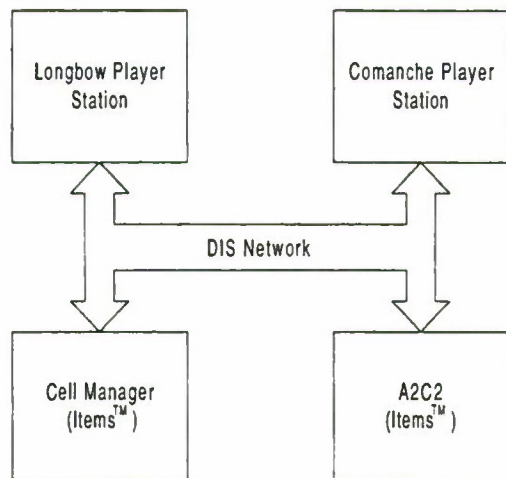 Longbow Player
Station
Comanche Player
Station
DIS Network
Cell Manager
(Items™)
A2C2
(Items™)